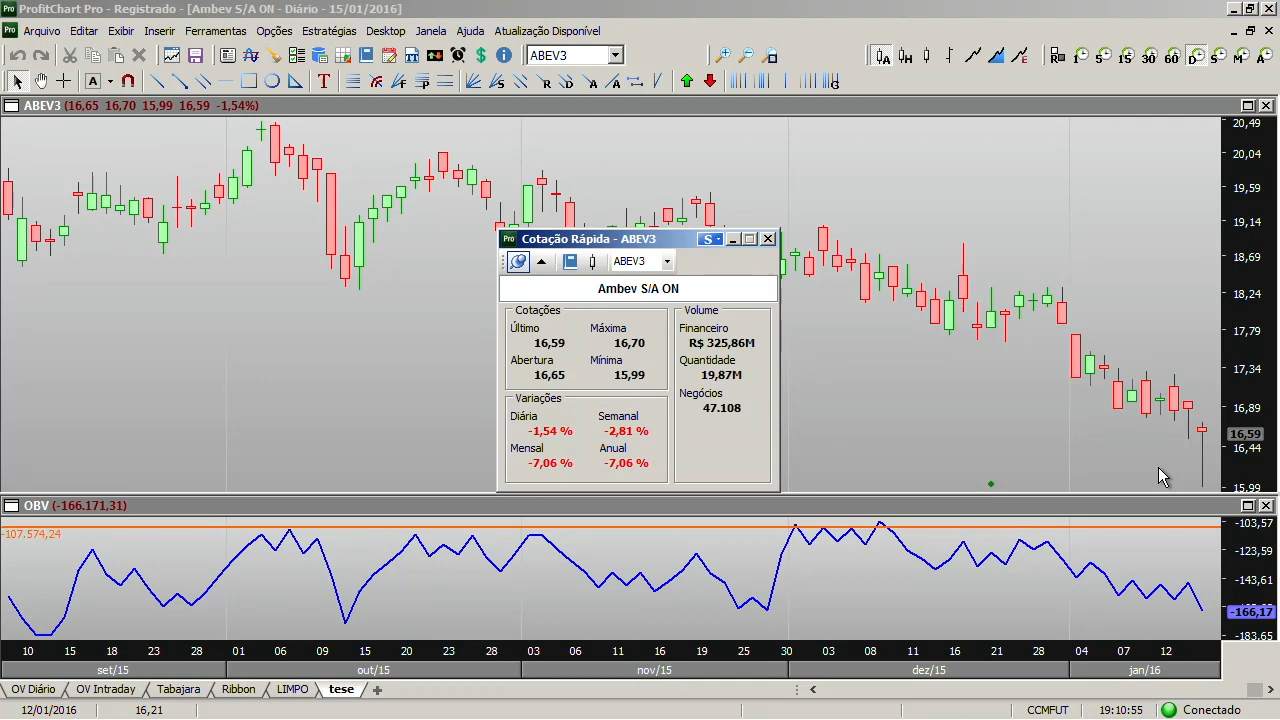 Pro ProfitChart Pro - Registrado - [Ambev S/A ON - Diário - 15/01/2016]
Pro Arquivo Editar Exibir Inserir Ferramentas Opções Estratégias Desktop Janela Ajuda Atualização Disponível
ABEV3
1 5 15 30 60 D S M A
A T
ABEV3 (16,65 16,70 15,99 16,59 -1,54%)
20,49
20,04
19,59
19,14
18,69
18,24
17,79
17,34
16,89
16,59
16,44
15,99
Pro Cotação Rápida - ABEV3 S
ABEV3
Ambev S/A ON
Cotações
Último Máxima
16,59 16,70
Abertura Mínima
16,65 15,99
Variações
Diária Semanal
-1,54 % -2,81 %
Mensal Anual
-7,06 % -7,06 %
Volume
Financeiro
R$ 325,86M
Quantidade
19,87M
Negócios
47.108
OBV (-166.171,31)
-107.574,24
-103,57
-123,59
-143,61
-166,17
-183,65
10 15 18 23 28 01 06 09 15 20 23 28 03 06 11 16 19 25 30 03 08 11 16 21 28 04 07 12
set/15 out/15 nov/15 dez/15 jan/16
OV Diário OV Intraday Tabajara Ribbon LIMPO tese
12/01/2016 16,21 CCMFUT 19:10:55 Conectado